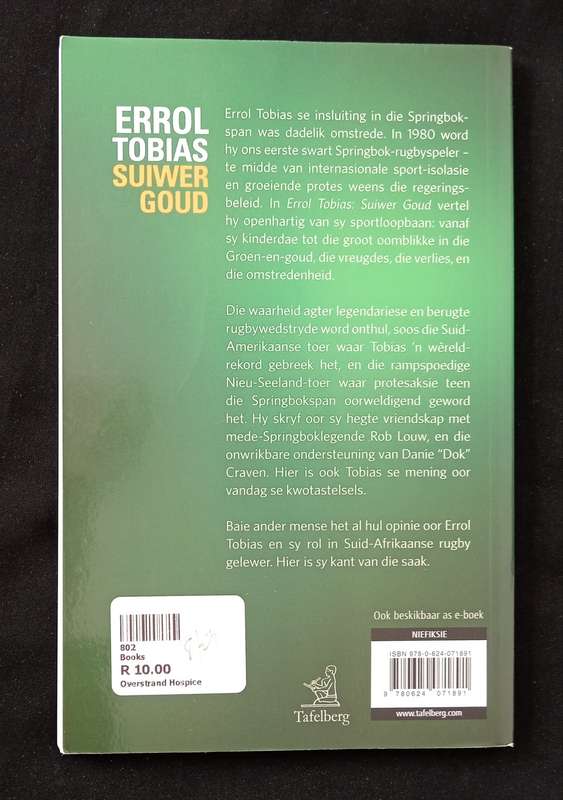 ERROL
TOBIAS
SUIWER
GOUD
Errol Tobias se insluiting in die Springbok-
span was dadelik omstrede. In 1980 word
hy ons eerste swart Springbok-rugbyspeler –
te midde van internasionale sport-isolasie
en groeiende protes weens die regerings-
beleid. In Errol Tobias: Suiwer Goud vertel
hy openhartig van sy sportloopbaan: vanaf
sy kinderdae tot die groot oomblikke in die
Groen-en-goud, die vreugdes, die verlies, en
die omstredenheid.
Die waarheid agter legendariese en berugte
rugbywedstryde word onthul, soos die Suid-
Amerikaanse toer waar Tobias 'n wêreld-
rekord gebreek het, en die rampspoedige
Nieu-Seeland-toer waar protesaksie teen
die Springbokspan oorweldigend geword
het. Hy skryf oor sy hegte vriendskap met
mede-Springboklegende Rob Louw, en die
onwrikbare ondersteuning van Danie "Dok"
Craven. Hier is ook Tobias se mening oor
vandag se kwotastelsels.
Baie ander mense het al hul opinie oor Errol
Tobias en sy rol in Suid-Afrikaanse rugby
gelewer. Hier is sy kant van die saak.
Ook beskikbaar as e-boek
NIEFIKSIE
ISBN 978-0-624-071891
9 780624 071891
www.tafelberg.com
Tafelberg
802
Books
R 10.00
Overstrand Hospice